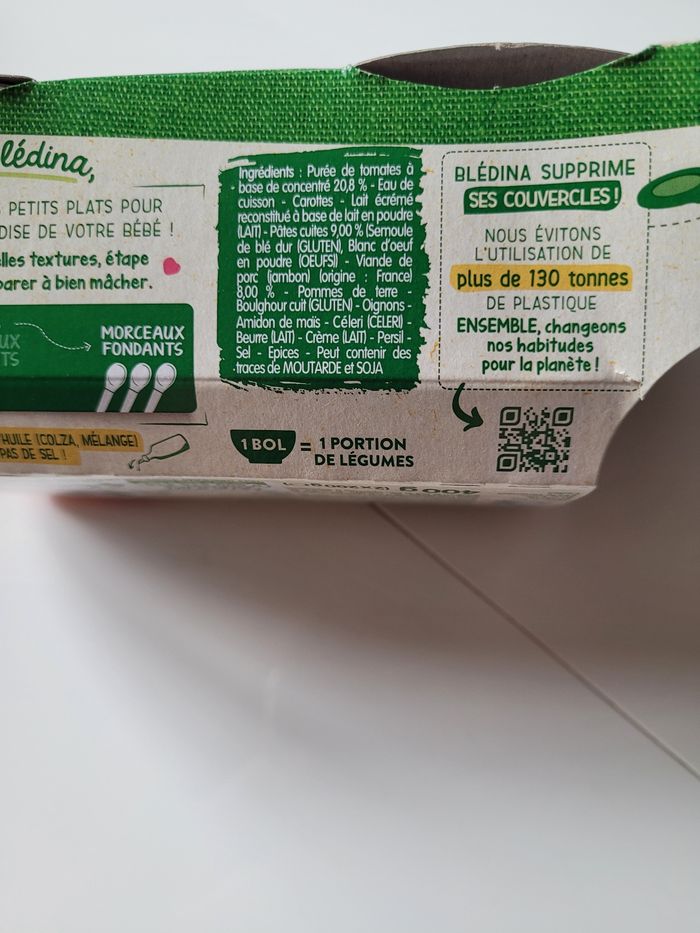 lédina,
PETITS PLATS POUR
DISE DE VOTRE BÉBÉ !
elles textures, étape
parer à bien mâcher.
MORCEAUX
FONDANTS
HUILE (COLZA, MÉLANGE)
PAS DE SEL !
Ingrédients : Purée de tomates à
base de concentré 20,8 % - Eau de
cuisson - Carottes - Lait écrémé
reconstitué à base de lait en poudre
(LAIT) - Pâtes cuites 9,00 % (Semoule
de blé dur (GLUTEN), Blanc d'oeuf
en poudre (OEUFS)) - Viande de
porc (jambon) (origine : France)
8,00 % - Pommes de terre -
Boulghour cuit (GLUTEN) - Oignons -
Amidon de maïs - Céleri (CELERI) -
Beurre (LAIT) - Crème (LAIT) - Persil -
Sel - Epices - Peut contenir des
traces de MOUTARDE et SOJA
1 BOL = 1 PORTION
DE LÉGUMES
BLÉDINA SUPPRIME
SES COUVERCLES !
NOUS ÉVITONS
L'UTILISATION DE
plus de 130 tonnes
DE PLASTIQUE
ENSEMBLE, changeons
nos habitudes
pour la planète !